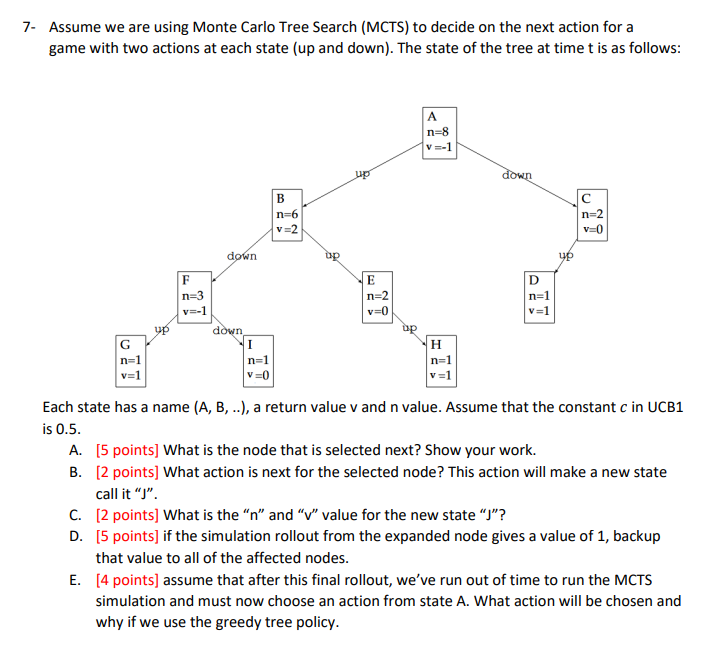 7- Assume we are using Monte Carlo Tree Search (MCTS) to decide on the next action for a
game with two actions at each state (up and down). The state of the tree at time t is as follows:
A
n=8
v=-1
up
down
B
n=6
v=2
C
n=2
v=0
down
up
up
F
n=3
v=-1
E
n=2
v=0
D
n=1
v=1
up
down
up
G
n=1
v=1
I
n=1
v=0
H
n=1
v=1
Each state has a name (A, B, ..), a return value v and n value. Assume that the constant c in UCB1
is 0.5.
A. [5 points] What is the node that is selected next? Show your work.
B. [2 points] What action is next for the selected node? This action will make a new state
call it “J”.
C. [2 points] What is the “n” and “v” value for the new state “J”?
D. [5 points] if the simulation rollout from the expanded node gives a value of 1, backup
that value to all of the affected nodes.
E. [4 points] assume that after this final rollout, we’ve run out of time to run the MCTS
simulation and must now choose an action from state A. What action will be chosen and
why if we use the greedy tree policy.